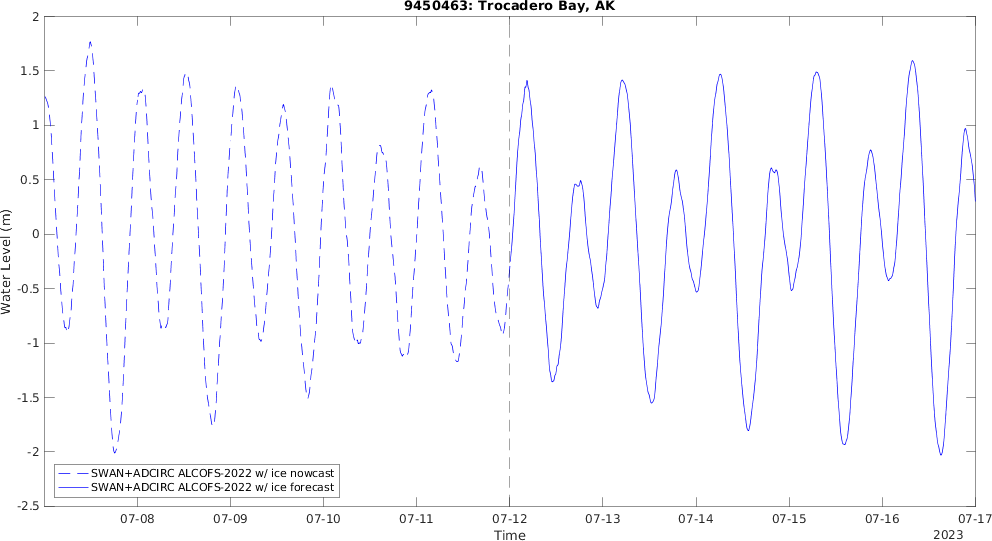 9450463: Trocadero Bay, AK
Water Level (m)
2
1.5
1
0.5
0
-0.5
-1
-1.5
-2
-2.5
SWAN+ADCIRC ALCOFS-2022 w/ ice nowcast
SWAN+ADCIRC ALCOFS-2022 w/ ice forecast
07-08 07-09 07-10 07-11 07-12 07-13 07-14 07-15 07-16 07-17
Time
2023